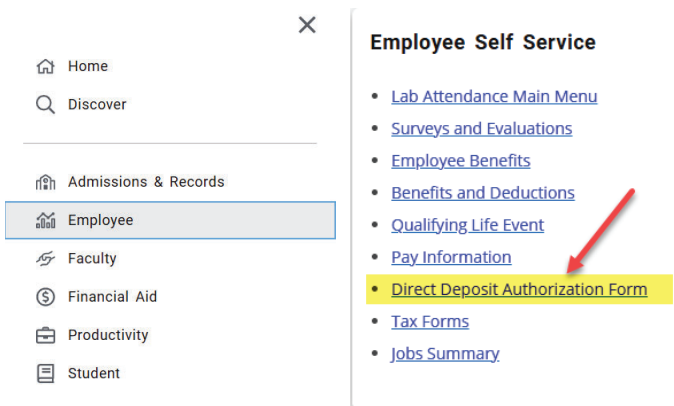 Home
Discover
Admissions & Records
Employee
Faculty
Financial Aid
Productivity
Student
Employee Self Service
Lab Attendance Main Menu
Surveys and Evaluations
Employee Benefits
Benefits and Deductions
Qualifying Life Event
Pay Information
Direct Deposit Authorization Form
Tax Forms
Jobs Summary